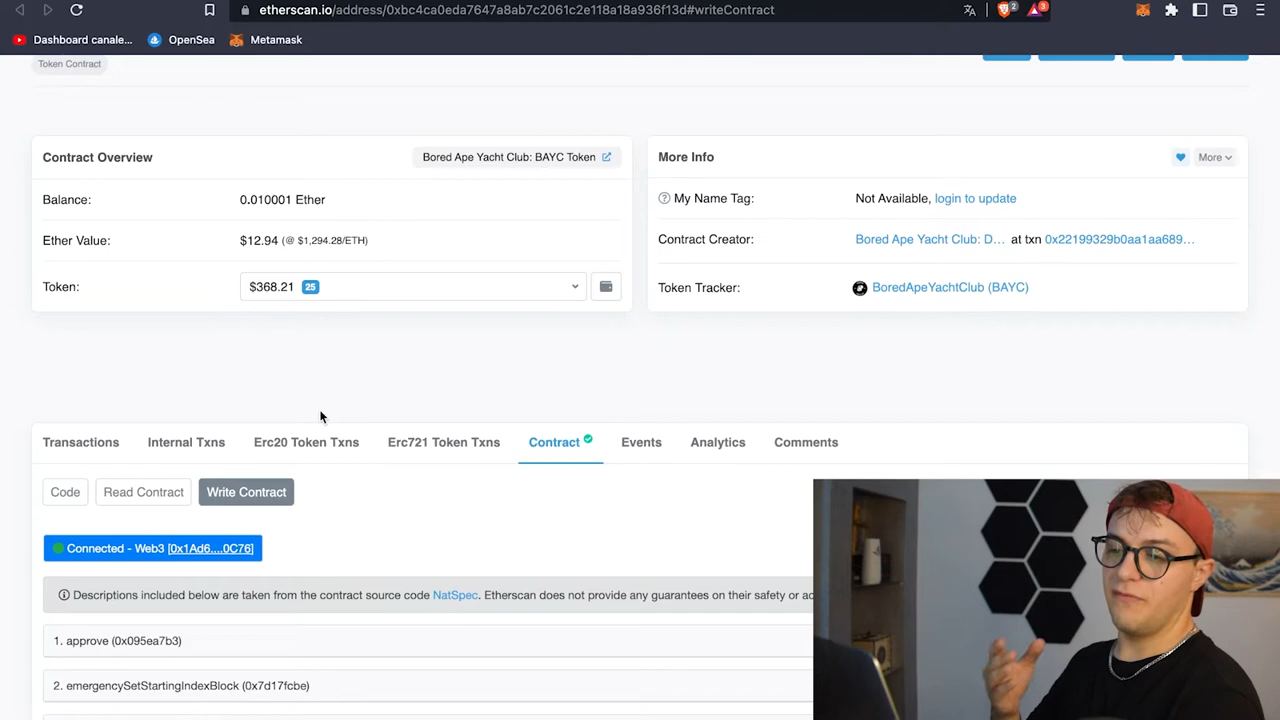 etherscan.io/address/0xbc4ca0eda7647a8ab7c2061c2e118a18a936f13d#writeContract
2
3
Dashboard canale...
OpenSea
Metamask
Token Contract
Contract Overview
Bored Ape Yacht Club: BAYC Token
Balance:
0.010001 Ether
Ether Value:
$12.94 (@ $1,294.28/ETH)
Token:
$368.21 25
More Info
More
My Name Tag:
Not Available, login to update
Contract Creator:
Bored Ape Yacht Club: D... at txn 0x22199329b0aa1aa689...
Token Tracker:
BoredApeYachtClub (BAYC)
Transactions
Internal Txns
Erc20 Token Txns
Erc721 Token Txns
Contract
Events
Analytics
Comments
Code
Read Contract
Write Contract
Connected - Web3 [0x1Ad6....0C76]
Descriptions included below are taken from the contract source code NatSpec. Etherscan does not provide any guarantees on their safety or
1. approve (0x095ea7b3)
2. emergencySetStartingIndexBlock (0x7d17fcbe)